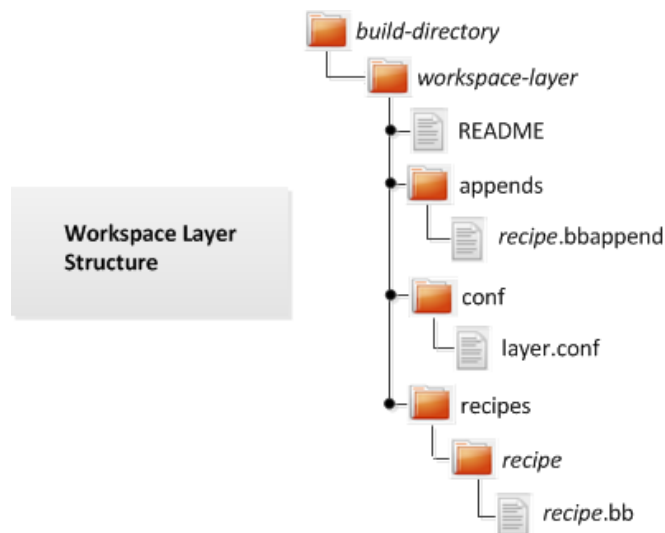 build-directory
workspace-layer
README
appends
recipe.bbappend
Workspace Layer
Structure
conf
layer.conf
recipes
recipe
recipe.bb